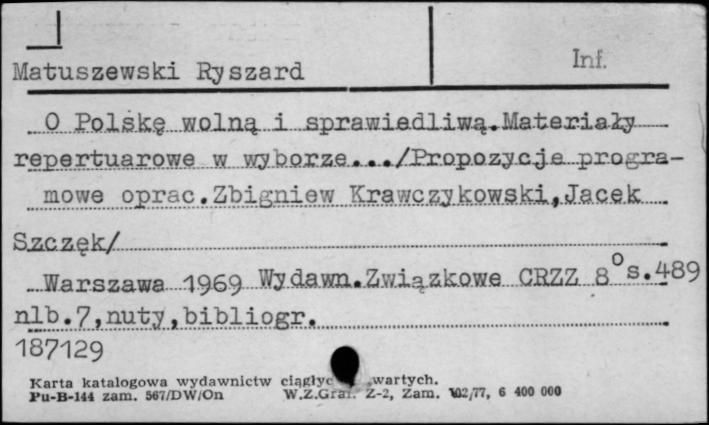 Inf.
Matuszewski Ryszard
O Polskę wolną i sprawiedliwą.Materiały
repertuarowe w wyborze.../Propozycje progra-
mowe oprac.Zbigniew Krawczykowski,Jacek
Szczęk/
Warszawa 1969 Wydawn.Związkowe CRZZ 8° s.489
nlb.7,nuty,bibliogr.
187129
Karta katalogowa wydawnictw ciągłyc wartych.
Pu-B-144 zam. 567/DW/On W.Z.Graf. Z-2, Zam. 102/77, 6 400 000